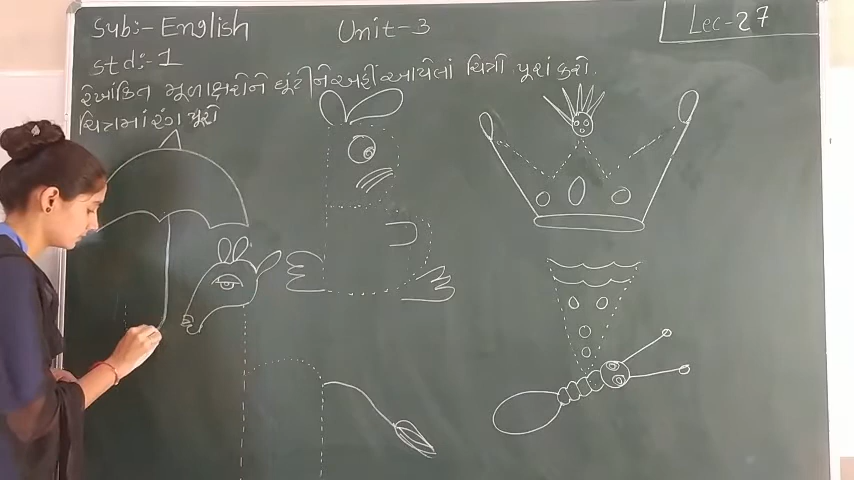 Sub:- English
Unit-3
Lec-27
std:-1
રેખાંકિત મૂળાક્ષરોને ઘૂંટીને અહીં આપેલાં ચિત્રો પૂરાં કરો.
ચિત્રમાં રંગ પૂરો